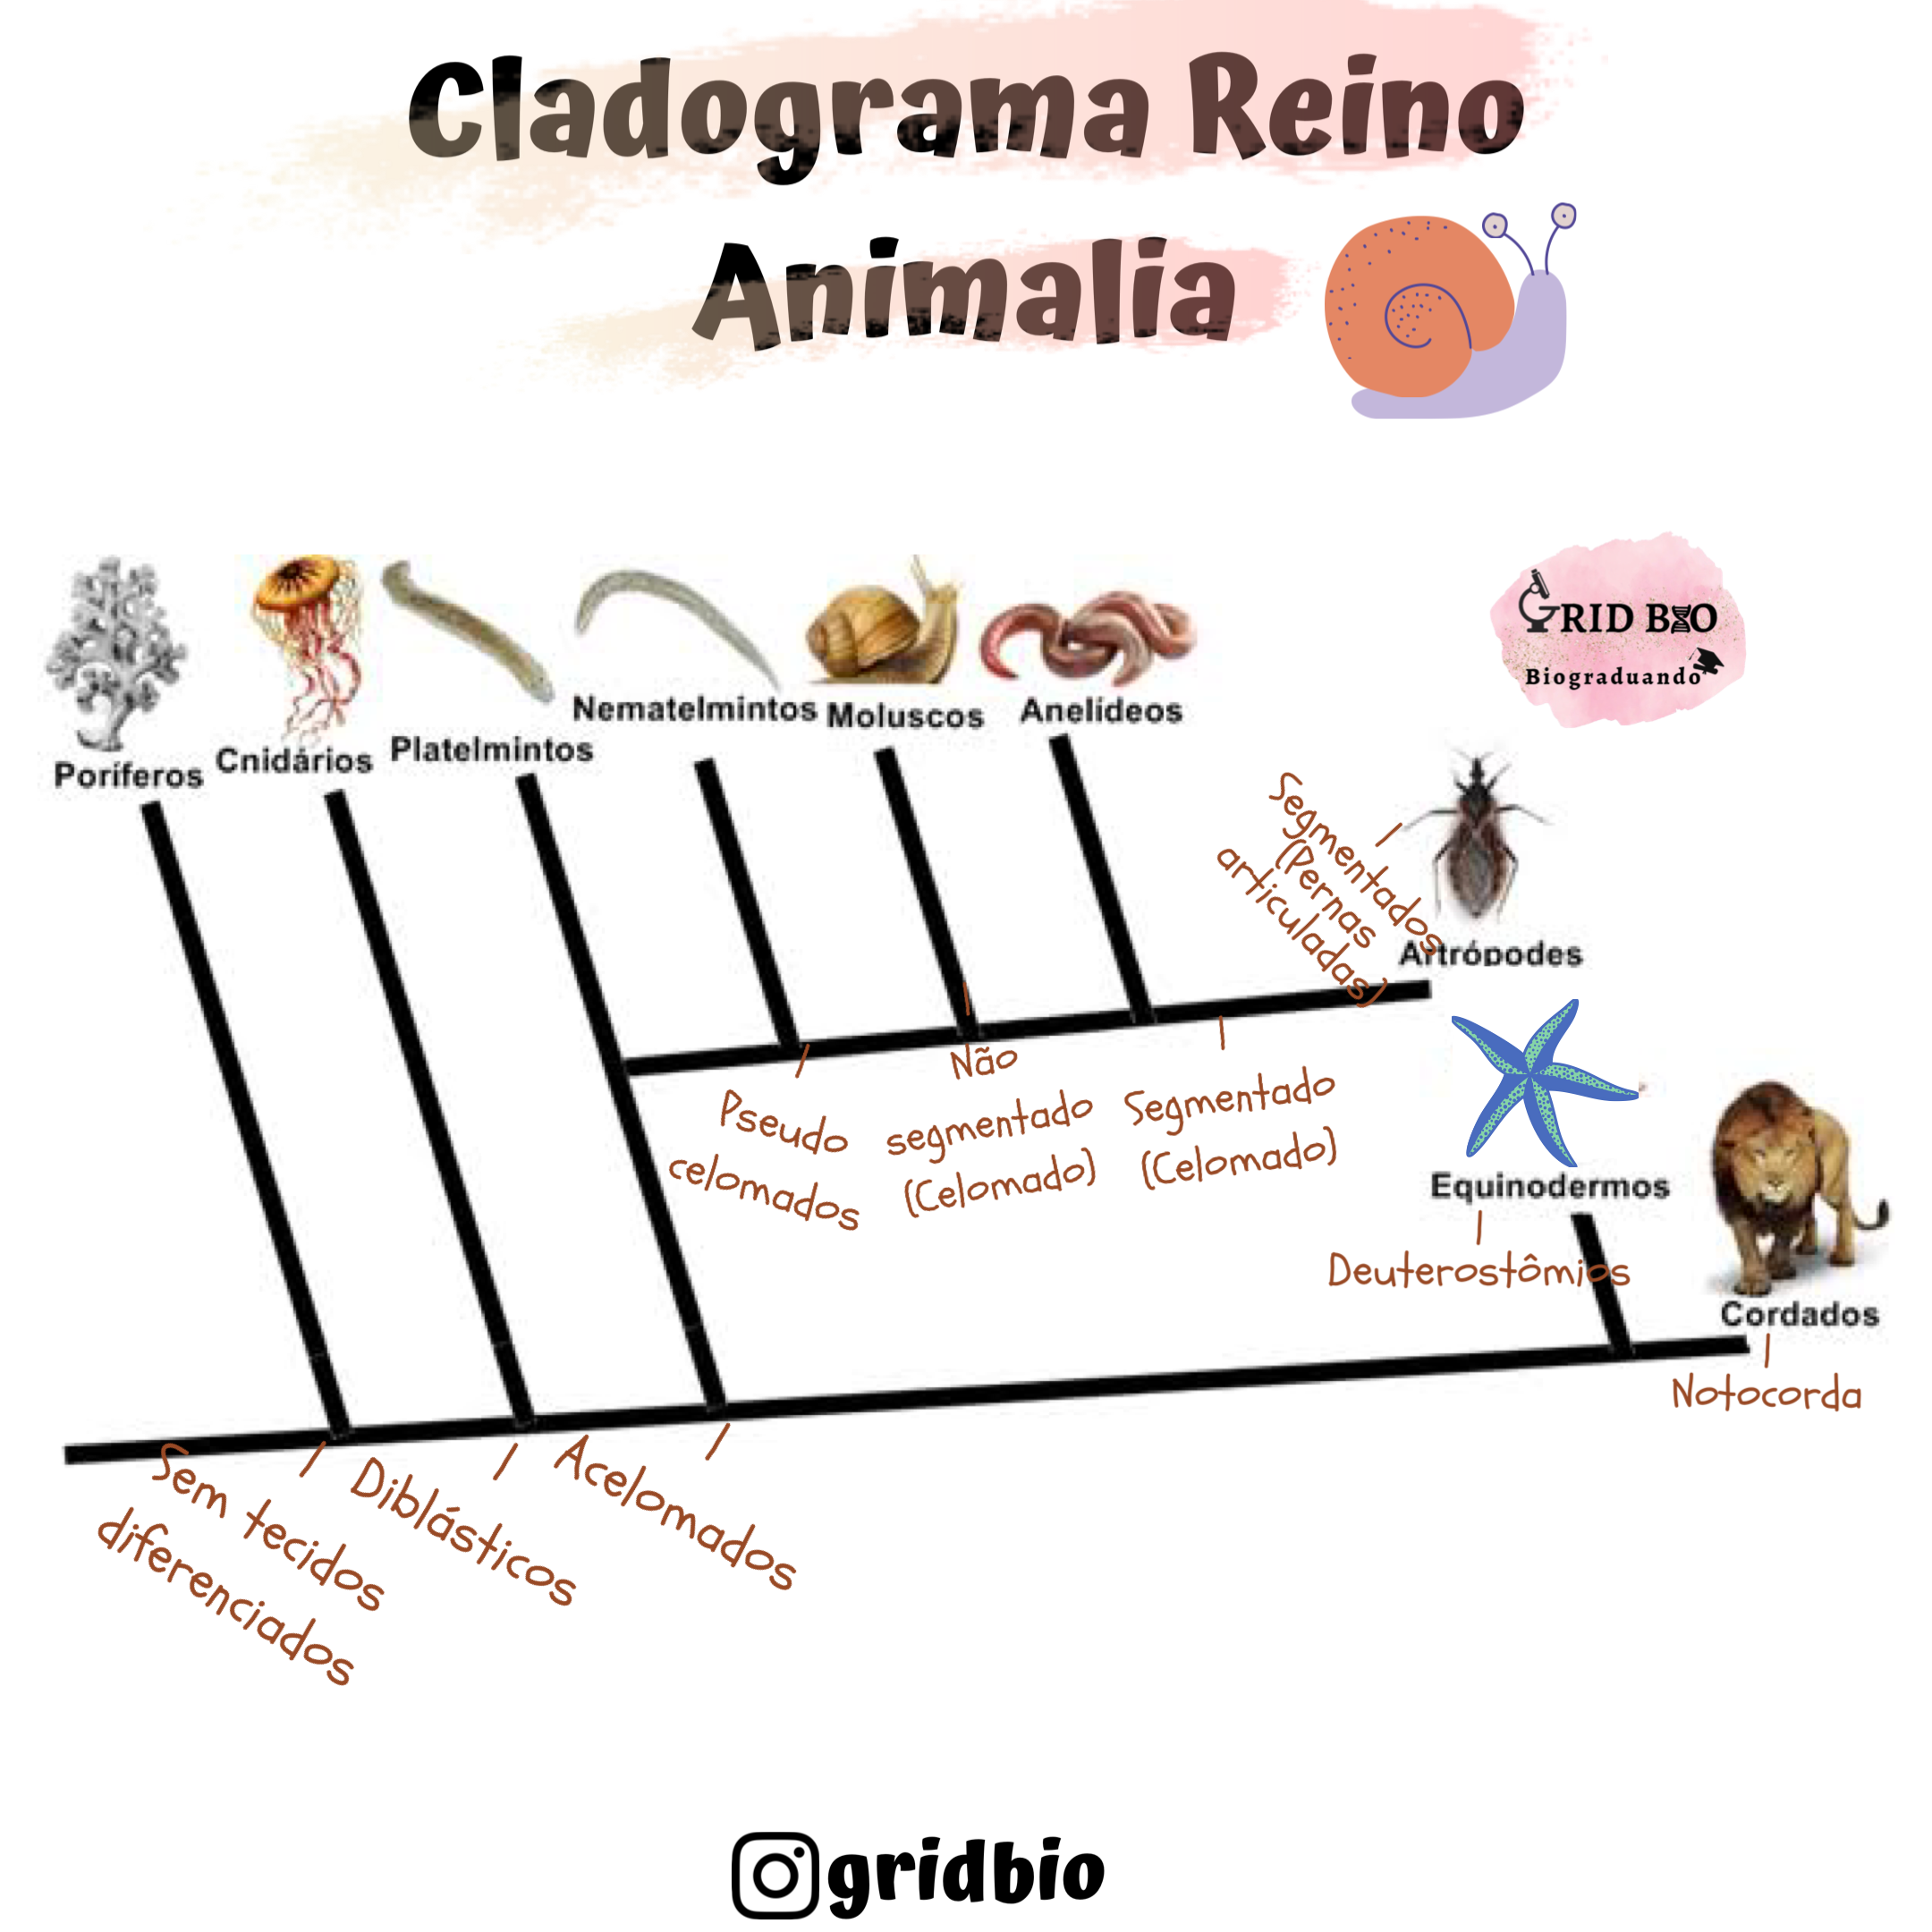 Cladograma Reino
Animalia
GRID BIO
Biograduando
Poríferos
Cnidários
Platelmintos
Nematelmintos
Moluscos
Anelídeos
Segmentados
(Pernas
articuladas)
Artrópodes
Pseudo
celomados
Não
segmentado
(Celomado)
Segmentado
(Celomado)
Equinodermos
Deuterostômios
Cordados
Notocorda
Sem tecidos
diferenciados
Diblásticos
Acelomados
gridbio